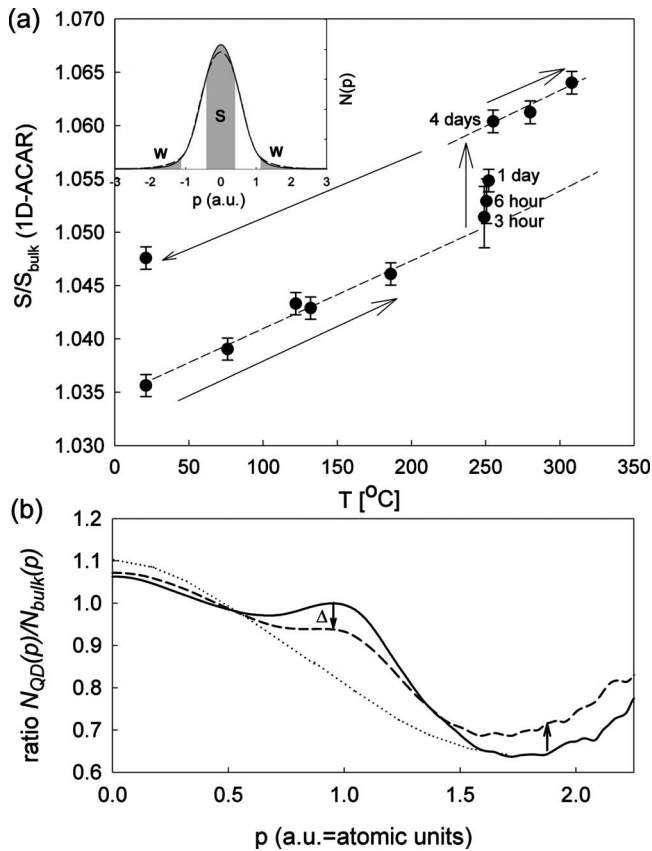 (a)
1.070
1.065
1.060
1.055
1.050
1.045
1.040
1.035
1.030
S/S_bulk (1D-ACAR)
W S W
-3 -2 -1 0 1 2 3
p (a.u.)
N(p)
4 days
1 day
6 hour
3 hour
0 50 100 150 200 250 300 350
T [°C]
(b)
1.2
1.1
1.0
0.9
0.8
0.7
0.6
ratio N_QD(p)/N_bulk(p)
Δ
0.0 0.5 1.0 1.5 2.0
p (a.u.=atomic units)